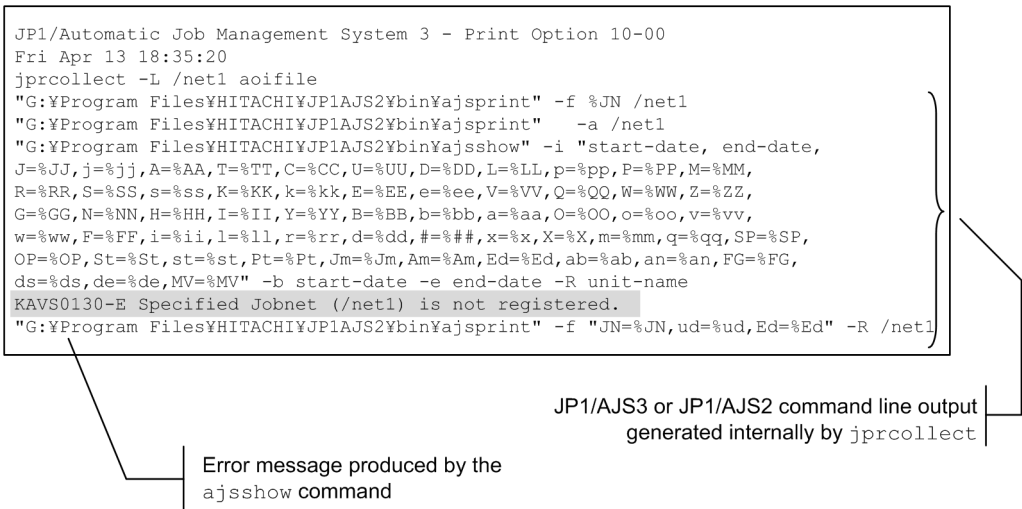 JP1/Automatic Job Management System 3 - Print Option 10-00
Fri Apr 13 18:35:20
jprcollect -L /net1 aoifile
"G:¥Program Files¥HITACHI¥JP1AJS2¥bin¥ajsprint" -f %JN /net1
"G:¥Program Files¥HITACHI¥JP1AJS2¥bin¥ajsprint"   -a /net1
"G:¥Program Files¥HITACHI¥JP1AJS2¥bin¥ajsshow" -i "start-date, end-date,
J=%JJ,j=%jj,A=%AA,T=%TT,C=%CC,U=%UU,D=%DD,L=%LL,p=%pp,P=%PP,M=%MM,
R=%RR,S=%SS,s=%ss,K=%KK,k=%kk,E=%EE,e=%ee,V=%VV,Q=%QQ,W=%WW,Z=%ZZ,
G=%GG,N=%NN,H=%HH,I=%II,Y=%YY,B=%BB,b=%bb,a=%aa,O=%OO,o=%oo,v=%vv,
w=%ww,F=%FF,i=%ii,l=%ll,r=%rr,d=%dd,#=%##,x=%x,X=%X,m=%mm,q=%qq,SP=%SP,
OP=%OP,St=%St,st=%st,Pt=%Pt,Jm=%Jm,Am=%Am,Ed=%Ed,ab=%ab,an=%an,FG=%FG,
ds=%ds,de=%de,MV=%MV" -b start-date -e end-date -R unit-name
KAVS0130-E Specified Jobnet (/net1) is not registered.
"G:¥Program Files¥HITACHI¥JP1AJS2¥bin¥ajsprint" -f "JN=%JN,ud=%ud,Ed=%Ed" -R /net1
JP1/AJS3 or JP1/AJS2 command line output
generated internally by jprcollect
Error message produced by the
ajsshow command